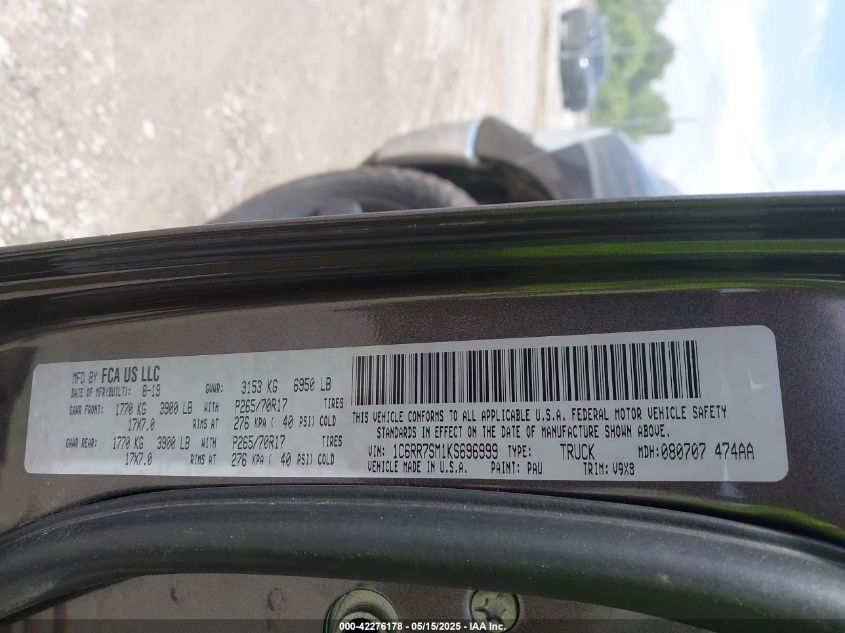 MFD BY FCA US LLC
DATE OF MFR(BUILT): 8-19 GVWR: 3153 KG 6950 LB
GAWR FRONT: 1770 KG 3900 LB WITH P265/70R17 TIRES
17X7.0 RIMS AT 276 KPA ( 40 PSI) COLD
GAWR REAR: 1770 KG 3900 LB WITH P265/70R17 TIRES
17X7.0 RIMS AT 276 KPA ( 40 PSI) COLD
THIS VEHICLE CONFORMS TO ALL APPLICABLE U.S.A. FEDERAL MOTOR VEHICLE SAFETY
STANDARDS IN EFFECT ON THE DATE OF MANUFACTURE SHOWN ABOVE.
VIN: 1C6RR7SM1KS696999 TYPE: TRUCK MDH: 080707 474AA
VEHICLE MADE IN U.S.A. PAINT: PAU TRIM: V9X8
000-42276178 - 05/15/2025 - IAA Inc.